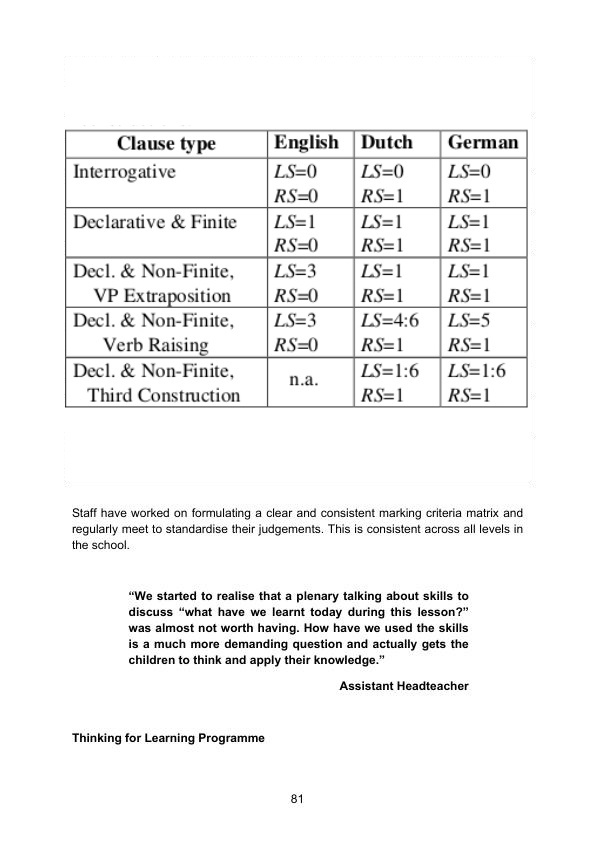 Clause type English Dutch German
Interrogative LS=0 LS=0 LS=0
RS=0 RS=1 RS=1
Declarative & Finite LS=1 LS=1 LS=1
RS=0 RS=1 RS=1
Decl. & Non-Finite, LS=3 LS=1 LS=1
VP Extraposition RS=0 RS=1 RS=1
Decl. & Non-Finite, LS=3 LS=4:6 LS=5
Verb Raising RS=0 RS=1 RS=1
Decl. & Non-Finite, n.a. LS=1:6 LS=1:6
Third Construction RS=1 RS=1
Staff have worked on formulating a clear and consistent marking criteria matrix and
regularly meet to standardise their judgements. This is consistent across all levels in
the school.
“We started to realise that a plenary talking about skills to
discuss “what have we learnt today during this lesson?”
was almost not worth having. How have we used the skills
is a much more demanding question and actually gets the
children to think and apply their knowledge.”
Assistant Headteacher
Thinking for Learning Programme
81